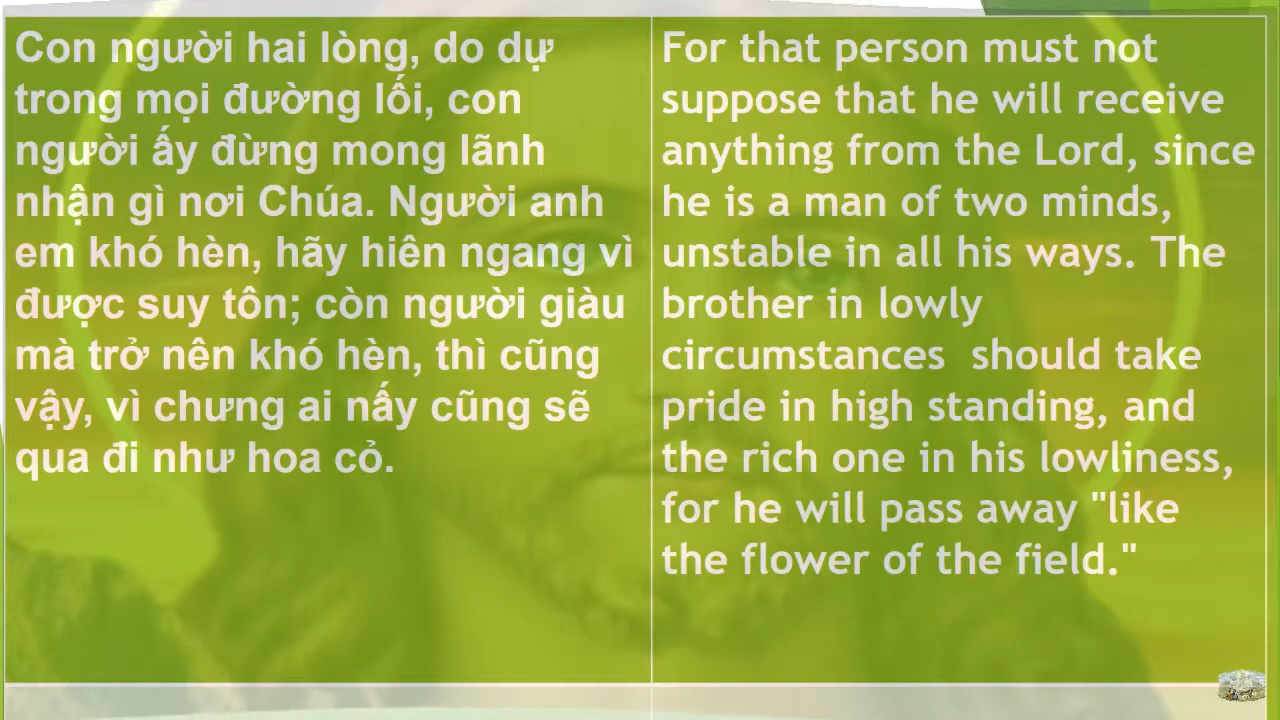 Con người hai lòng, do dự
trong mọi đường lối, con
người ấy đừng mong lãnh
nhận gì nơi Chúa. Người anh
em khó hèn, hãy hiên ngang vì
được suy tôn; còn người giàu
mà trở nên khó hèn, thì cũng
vậy, vì chưng ai nấy cũng sẽ
qua đi như hoa cỏ.
For that person must not
suppose that he will receive
anything from the Lord, since
he is a man of two minds,
unstable in all his ways. The
brother in lowly
circumstances  should take
pride in high standing, and
the rich one in his lowliness,
for he will pass away "like
the flower of the field."